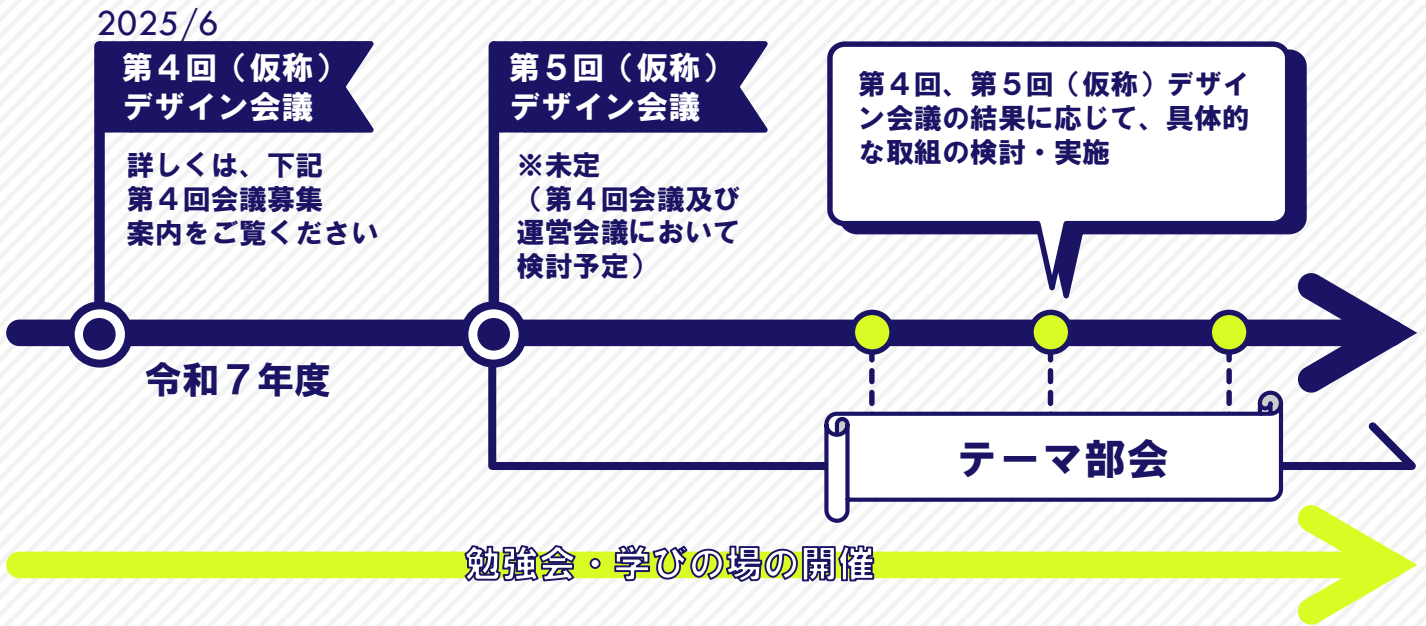 2025/6
第４回（仮称）
デザイン会議
詳しくは、下記
第４回会議募集
案内をご覧ください
第５回（仮称）
デザイン会議
※未定
（第４回会議及び
運営会議において
検討予定）
第４回、第５回（仮称）デザイ
ン会議の結果に応じて、具体的
な取組の検討・実施
令和７年度
テーマ部会
勉強会・学びの場の開催